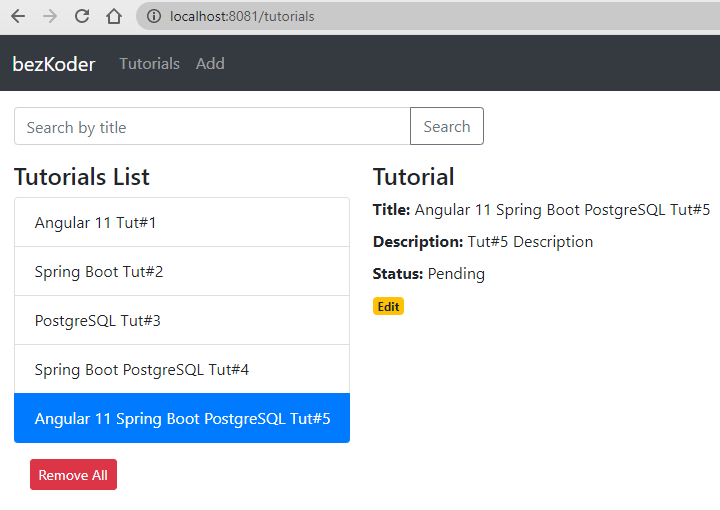 localhost:8081/tutorials
bezKoder Tutorials Add
Search by title Search
Tutorials List
Angular 11 Tut#1
Spring Boot Tut#2
PostgreSQL Tut#3
Spring Boot PostgreSQL Tut#4
Angular 11 Spring Boot PostgreSQL Tut#5
Remove All
Tutorial
Title: Angular 11 Spring Boot PostgreSQL Tut#5
Description: Tut#5 Description
Status: Pending
Edit